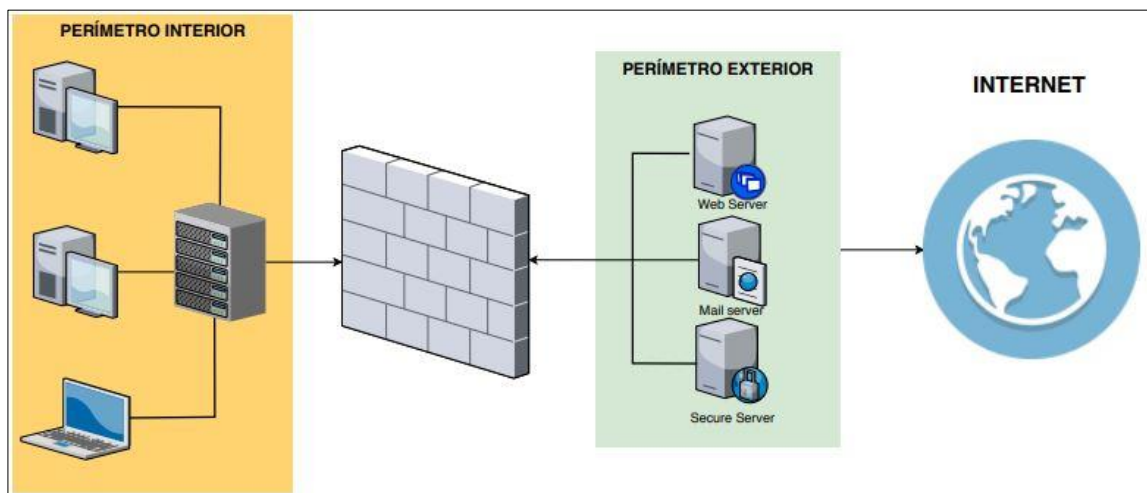 PERÍMETRO INTERIOR
PERÍMETRO EXTERIOR
INTERNET
Web Server
Mail server
Secure Server